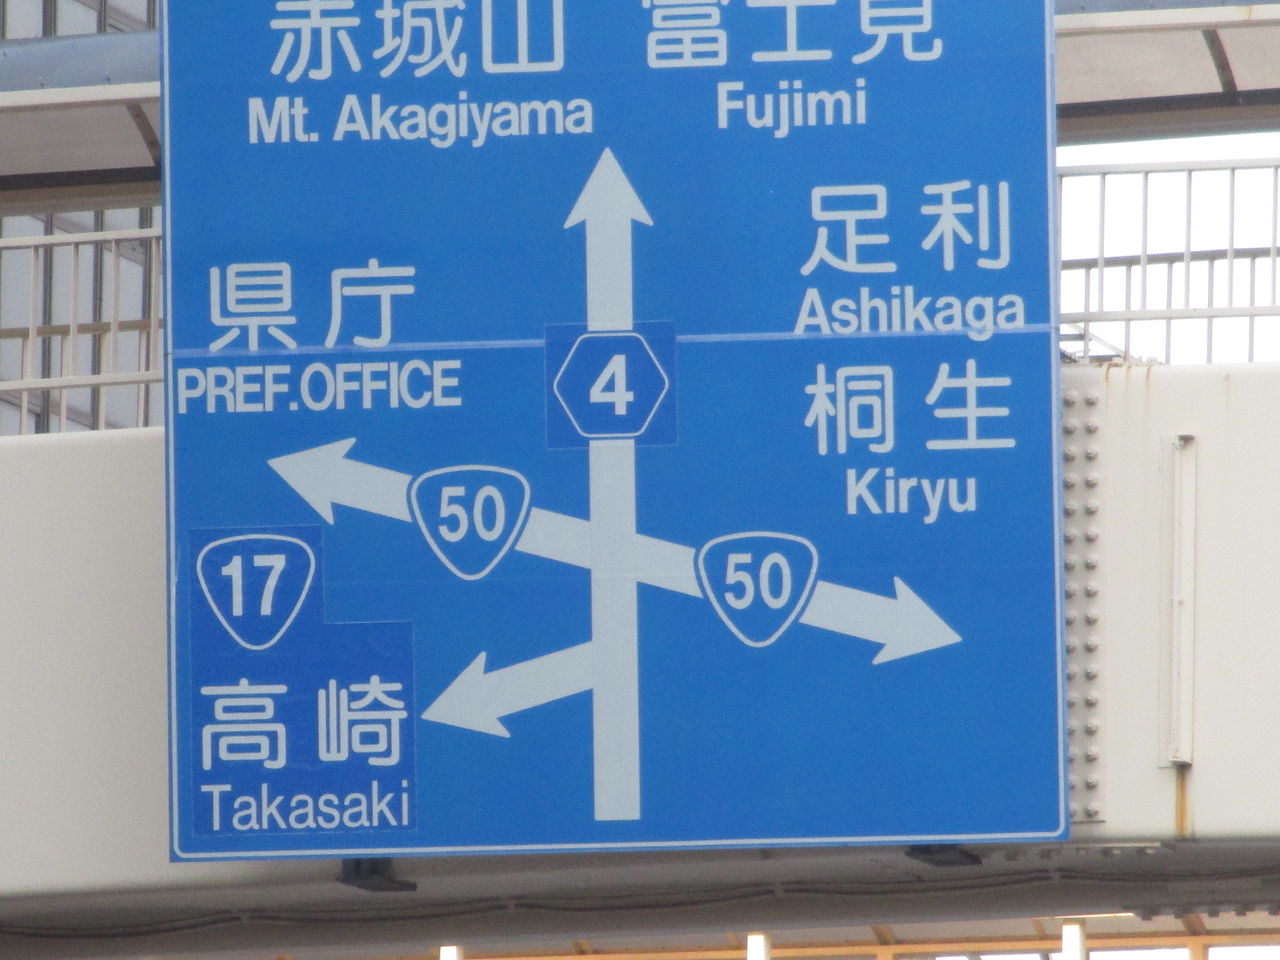 赤城山 富士見
Mt. Akagiyama Fujimi
足利
Ashikaga
県庁
PREF.OFFICE
4
桐生
Kiryu
50
50
17
高崎
Takasaki